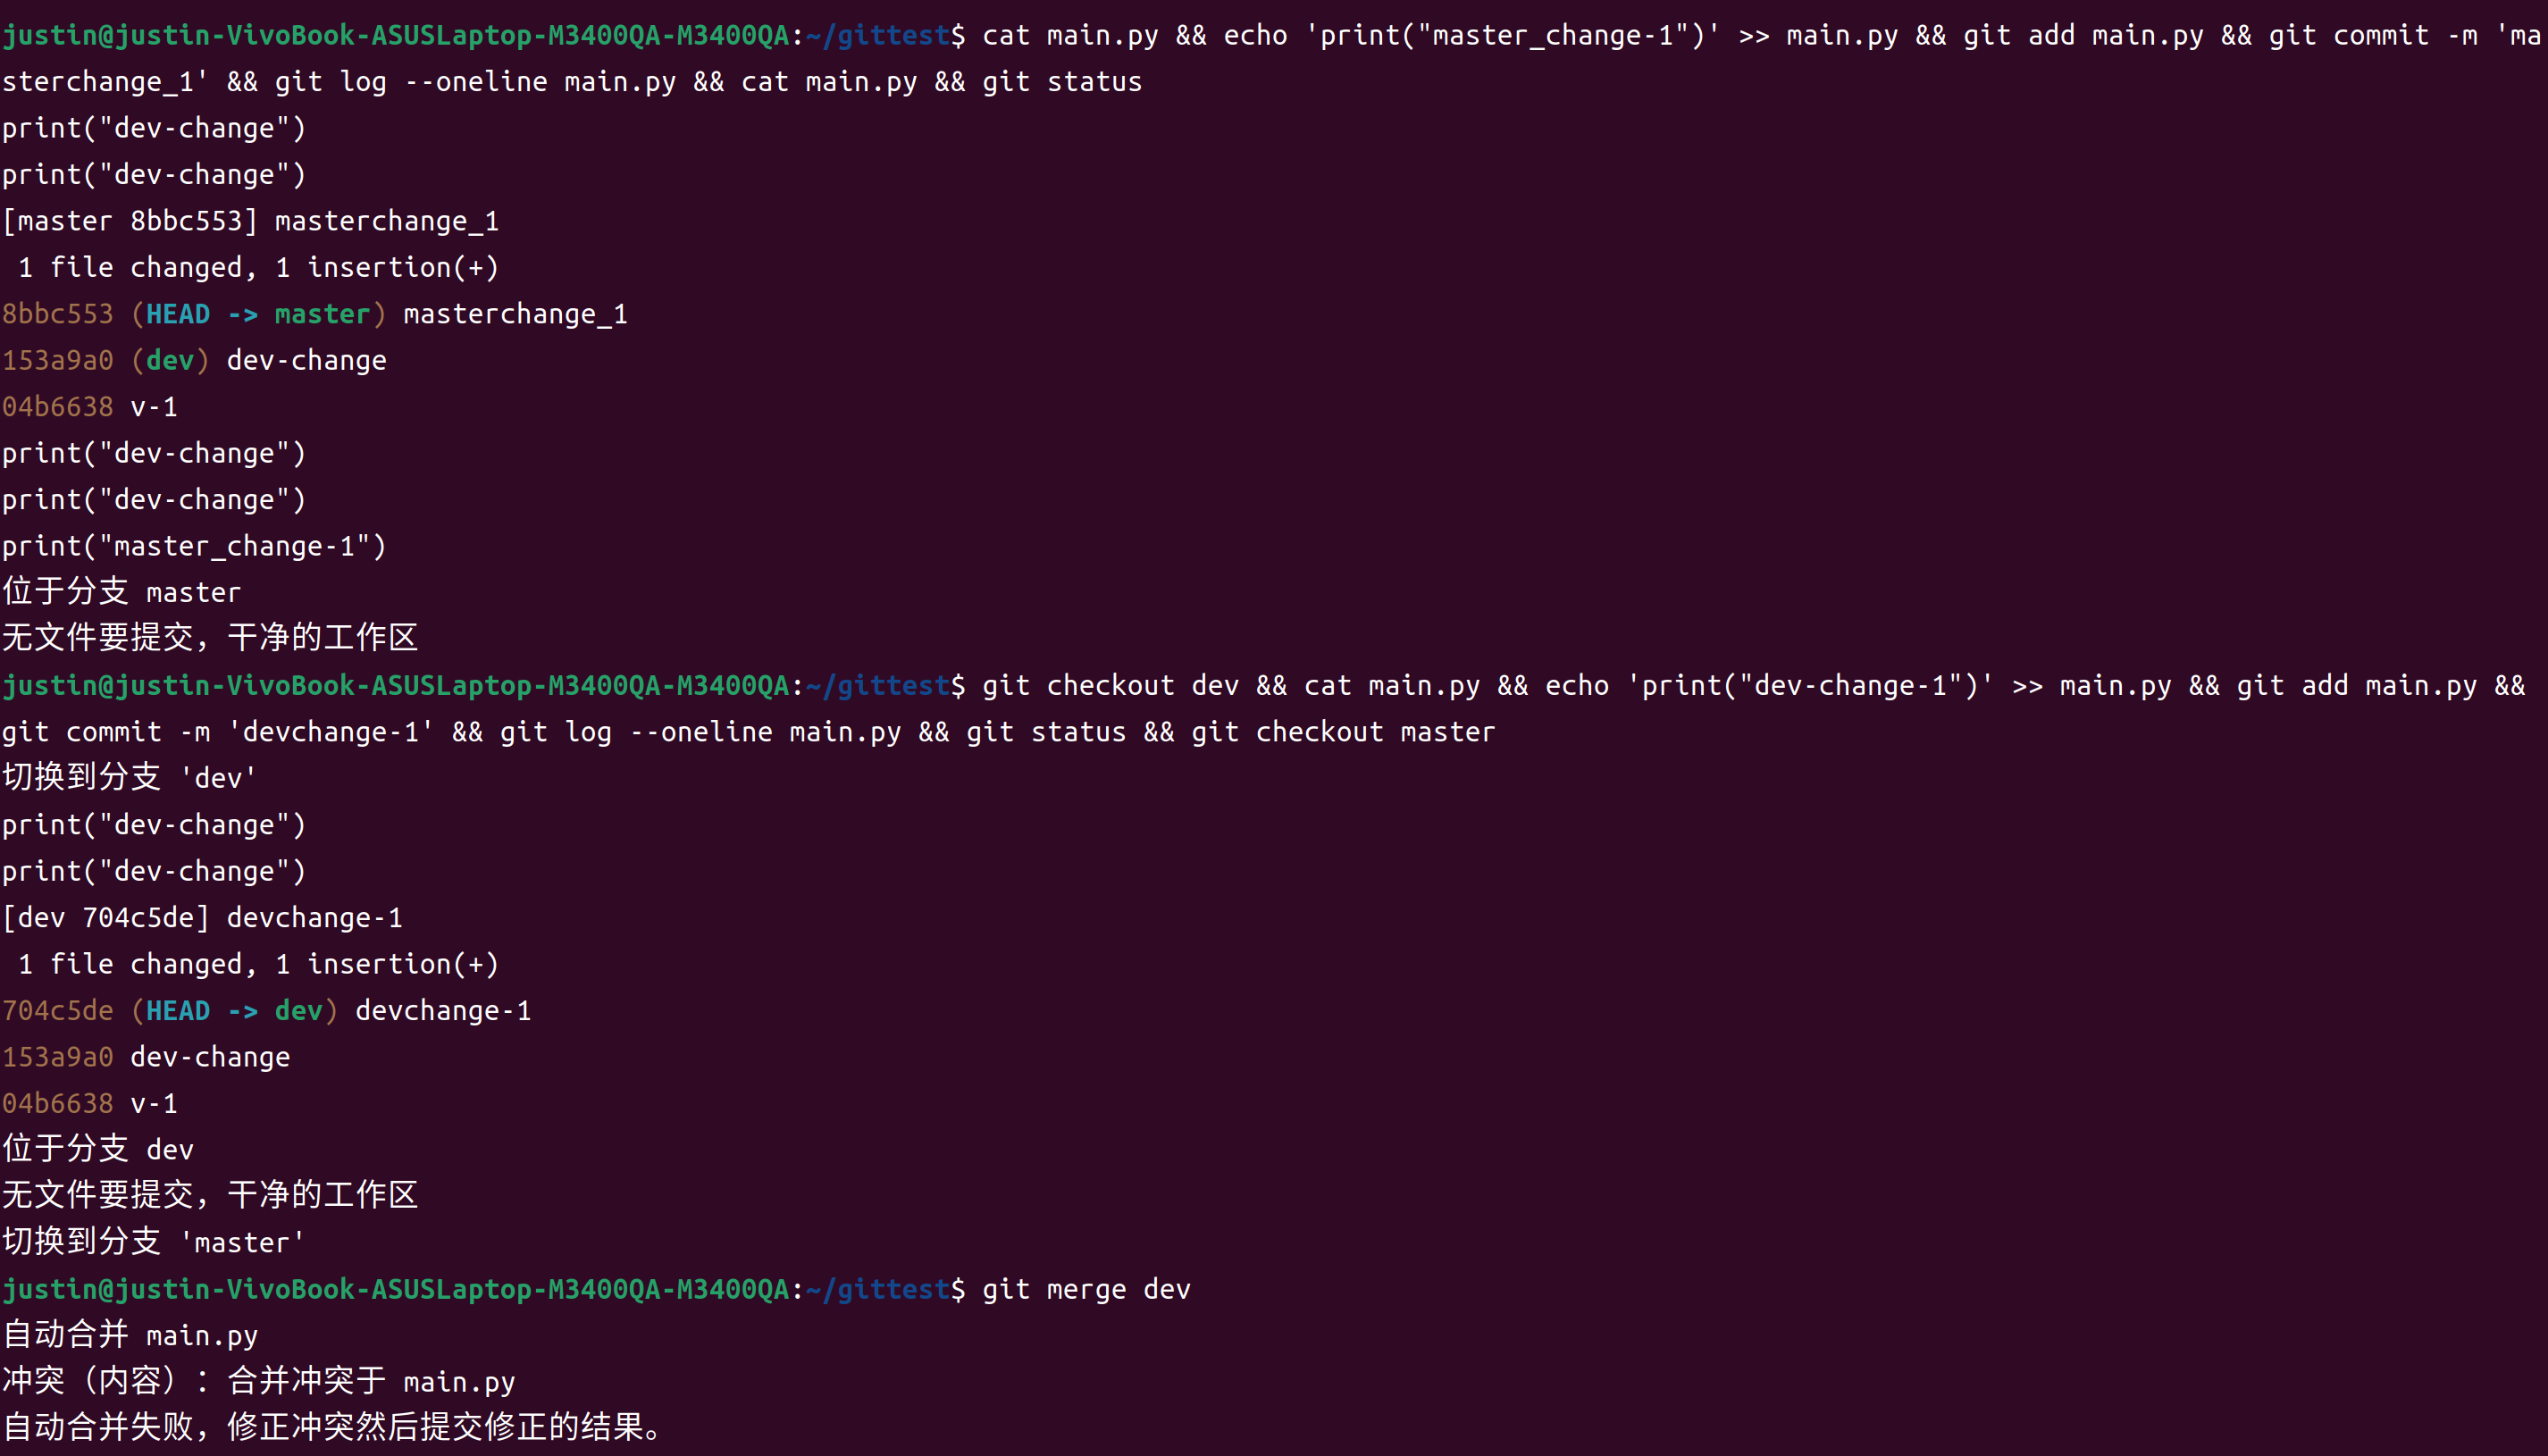 justin@justin-VivoBook-ASUSLaptop-M3400QA-M3400QA:~/gittest$ cat main.py && echo 'print("master_change-1")' >> main.py && git add main.py && git commit -m 'ma
sterchange_1' && git log --oneline main.py && cat main.py && git status
print("dev-change")
print("dev-change")
[master 8bbc553] masterchange_1
 1 file changed, 1 insertion(+)
8bbc553 (HEAD -> master) masterchange_1
153a9a0 (dev) dev-change
04b6638 v-1
print("dev-change")
print("dev-change")
print("master_change-1")
位于分支 master
无文件要提交，干净的工作区
justin@justin-VivoBook-ASUSLaptop-M3400QA-M3400QA:~/gittest$ git checkout dev && cat main.py && echo 'print("dev-change-1")' >> main.py && git add main.py &&
git commit -m 'devchange-1' && git log --oneline main.py && git status && git checkout master
切换到分支 'dev'
print("dev-change")
print("dev-change")
[dev 704c5de] devchange-1
 1 file changed, 1 insertion(+)
704c5de (HEAD -> dev) devchange-1
153a9a0 dev-change
04b6638 v-1
位于分支 dev
无文件要提交，干净的工作区
切换到分支 'master'
justin@justin-VivoBook-ASUSLaptop-M3400QA-M3400QA:~/gittest$ git merge dev
自动合并 main.py
冲突（内容）：合并冲突于 main.py
自动合并失败，修正冲突然后提交修正的结果。